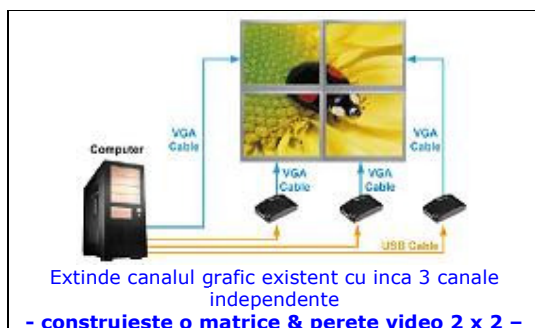 VGA
Cable
Computer
VGA
Cable
VGA
Cable
VGA
Cable
USB Cable
Extinde canalul grafic existent cu inca 3 canale
independente
- construieste o matrice & perete video 2 x 2 –